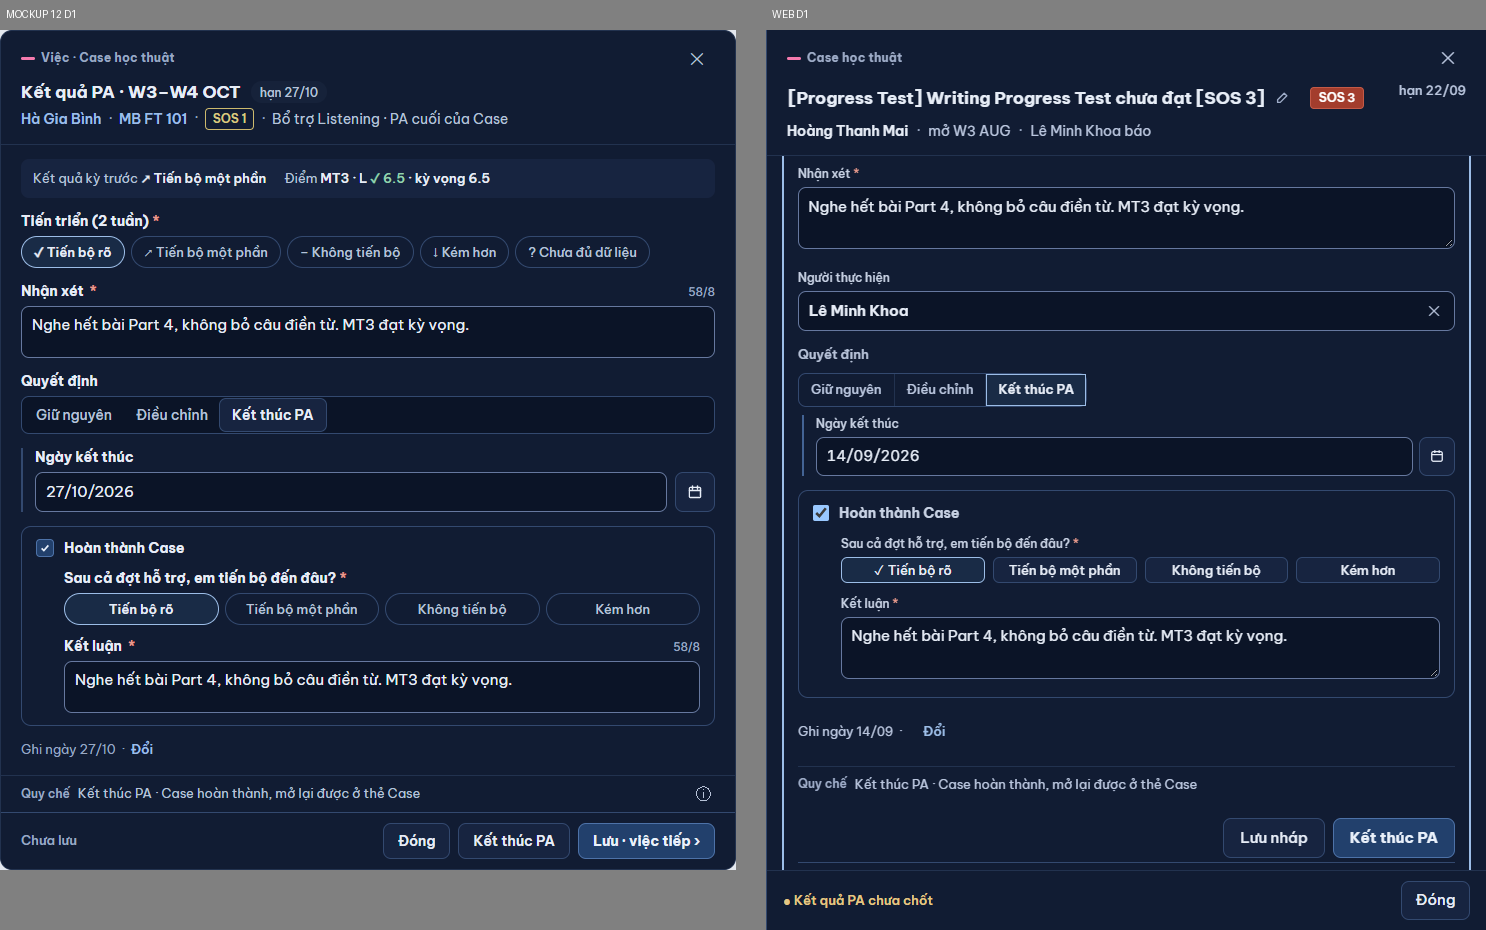 MOCKUP 12 D1
Việc · Case học thuật
Kết quả PA · W3–W4 OCT hạn 27/10
Hà Gia Bình · MB FT 101 · SOS 1 · Bổ trợ Listening · PA cuối của Case
Kết quả kỳ trước ↗ Tiến bộ một phần Điểm MT3 · L ✓ 6.5 · kỳ vọng 6.5
Tiến triển (2 tuần) *
✓ Tiến bộ rõ ↗ Tiến bộ một phần – Không tiến bộ ↓ Kém hơn ? Chưa đủ dữ liệu
Nhận xét * 58/8
Nghe hết bài Part 4, không bỏ câu điền từ. MT3 đạt kỳ vọng.
Quyết định
Giữ nguyên Điều chỉnh Kết thúc PA
Ngày kết thúc
27/10/2026
Hoàn thành Case
Sau cả đợt hỗ trợ, em tiến bộ đến đâu? *
Tiến bộ rõ Tiến bộ một phần Không tiến bộ Kém hơn
Kết luận * 58/8
Nghe hết bài Part 4, không bỏ câu điền từ. MT3 đạt kỳ vọng.
Ghi ngày 27/10 · Đổi
Quy chế Kết thúc PA · Case hoàn thành, mở lại được ở thẻ Case
Chưa lưu Đóng Kết thúc PA Lưu · việc tiếp ›
WEB D1
Case học thuật
[Progress Test] Writing Progress Test chưa đạt [SOS 3] SOS 3 hạn 22/09
Hoàng Thanh Mai · mở W3 AUG · Lê Minh Khoa báo
Nhận xét *
Nghe hết bài Part 4, không bỏ câu điền từ. MT3 đạt kỳ vọng.
Người thực hiện
Lê Minh Khoa
Quyết định
Giữ nguyên Điều chỉnh Kết thúc PA
Ngày kết thúc
14/09/2026
Hoàn thành Case
Sau cả đợt hỗ trợ, em tiến bộ đến đâu? *
✓ Tiến bộ rõ Tiến bộ một phần Không tiến bộ Kém hơn
Kết luận *
Nghe hết bài Part 4, không bỏ câu điền từ. MT3 đạt kỳ vọng.
Ghi ngày 14/09 · Đổi
Quy chế Kết thúc PA · Case hoàn thành, mở lại được ở thẻ Case
Lưu nháp Kết thúc PA
● Kết quả PA chưa chốt Đóng